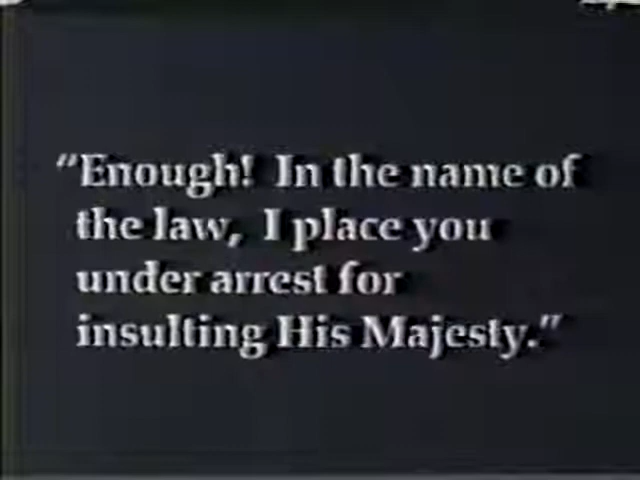 “Enough! In the name of
the law, I place you
under arrest for
insulting His Majesty.”